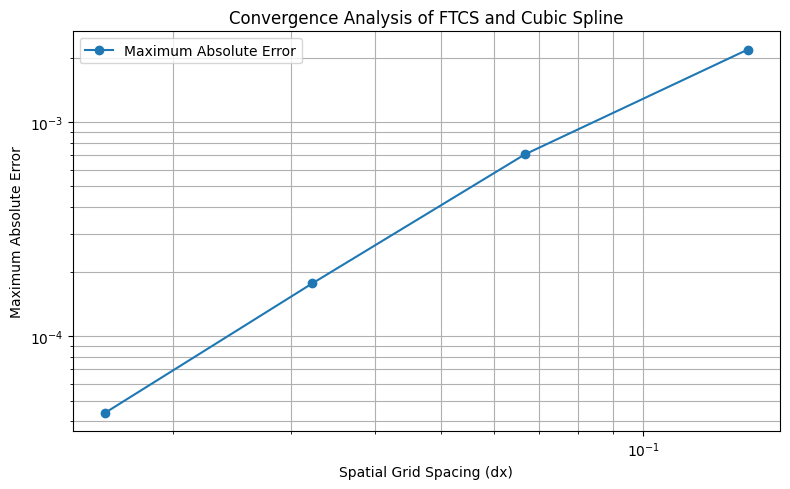 Convergence Analysis of FTCS and Cubic Spline
Maximum Absolute Error
Maximum Absolute Error
10⁻³
10⁻⁴
10⁻¹
Spatial Grid Spacing (dx)